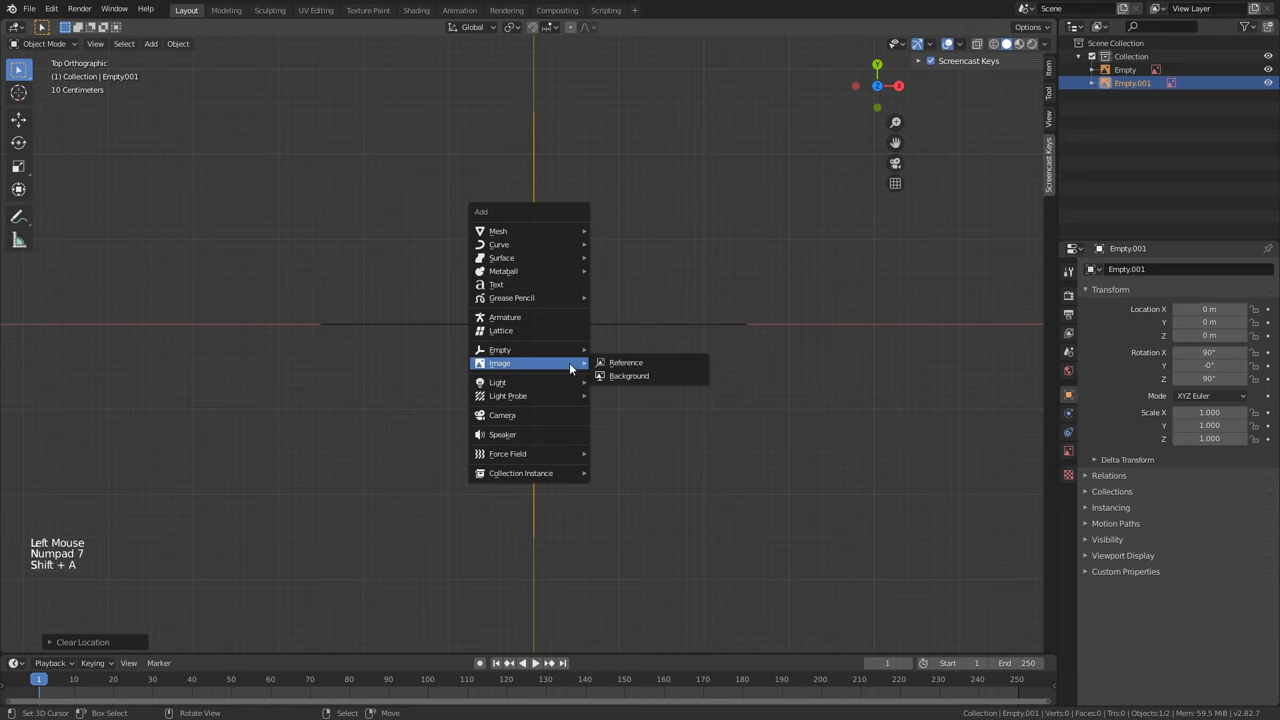 File Edit Render Window Help Layout Modeling Sculpting UV Editing Texture Paint Shading Animation Rendering Compositing Scripting + Scene View Layer
Global Options
Object Mode View Select Add Object
Top Orthographic
(1) Collection | Empty.001
10 Centimeters
Screencast Keys
Y
Z
X
Item
Tool
View
Screencast Keys
Scene Collection
Collection
Empty
Empty.001
Add
Mesh
Curve
Surface
Metaball
Text
Grease Pencil
Armature
Lattice
Empty
Image
Light
Light Probe
Camera
Speaker
Force Field
Collection Instance
Reference
Background
Empty.001
Empty.001
Transform
Location X 0 m
Y 0 m
Z 0 m
Rotation X 90°
Y -0°
Z 90°
Mode XYZ Euler
Scale X 1.000
Y 1.000
Z 1.000
Delta Transform
Relations
Collections
Instancing
Motion Paths
Visibility
Viewport Display
Custom Properties
Left Mouse
Numpad 7
Shift + A
Clear Location
Playback Keying View Marker 1 Start 1 End 250
1 10 20 30 40 50 60 70 80 90 100 110 120 130 140 150 160 170 180 190 200 210 220 230 240 250
Set 3D Cursor Box Select Rotate View Select Move Collection | Empty.001 | Verts:0 | Faces:0 | Tris:0 | Objects:1/2 | Mem: 59.5 MiB | v2.82.7